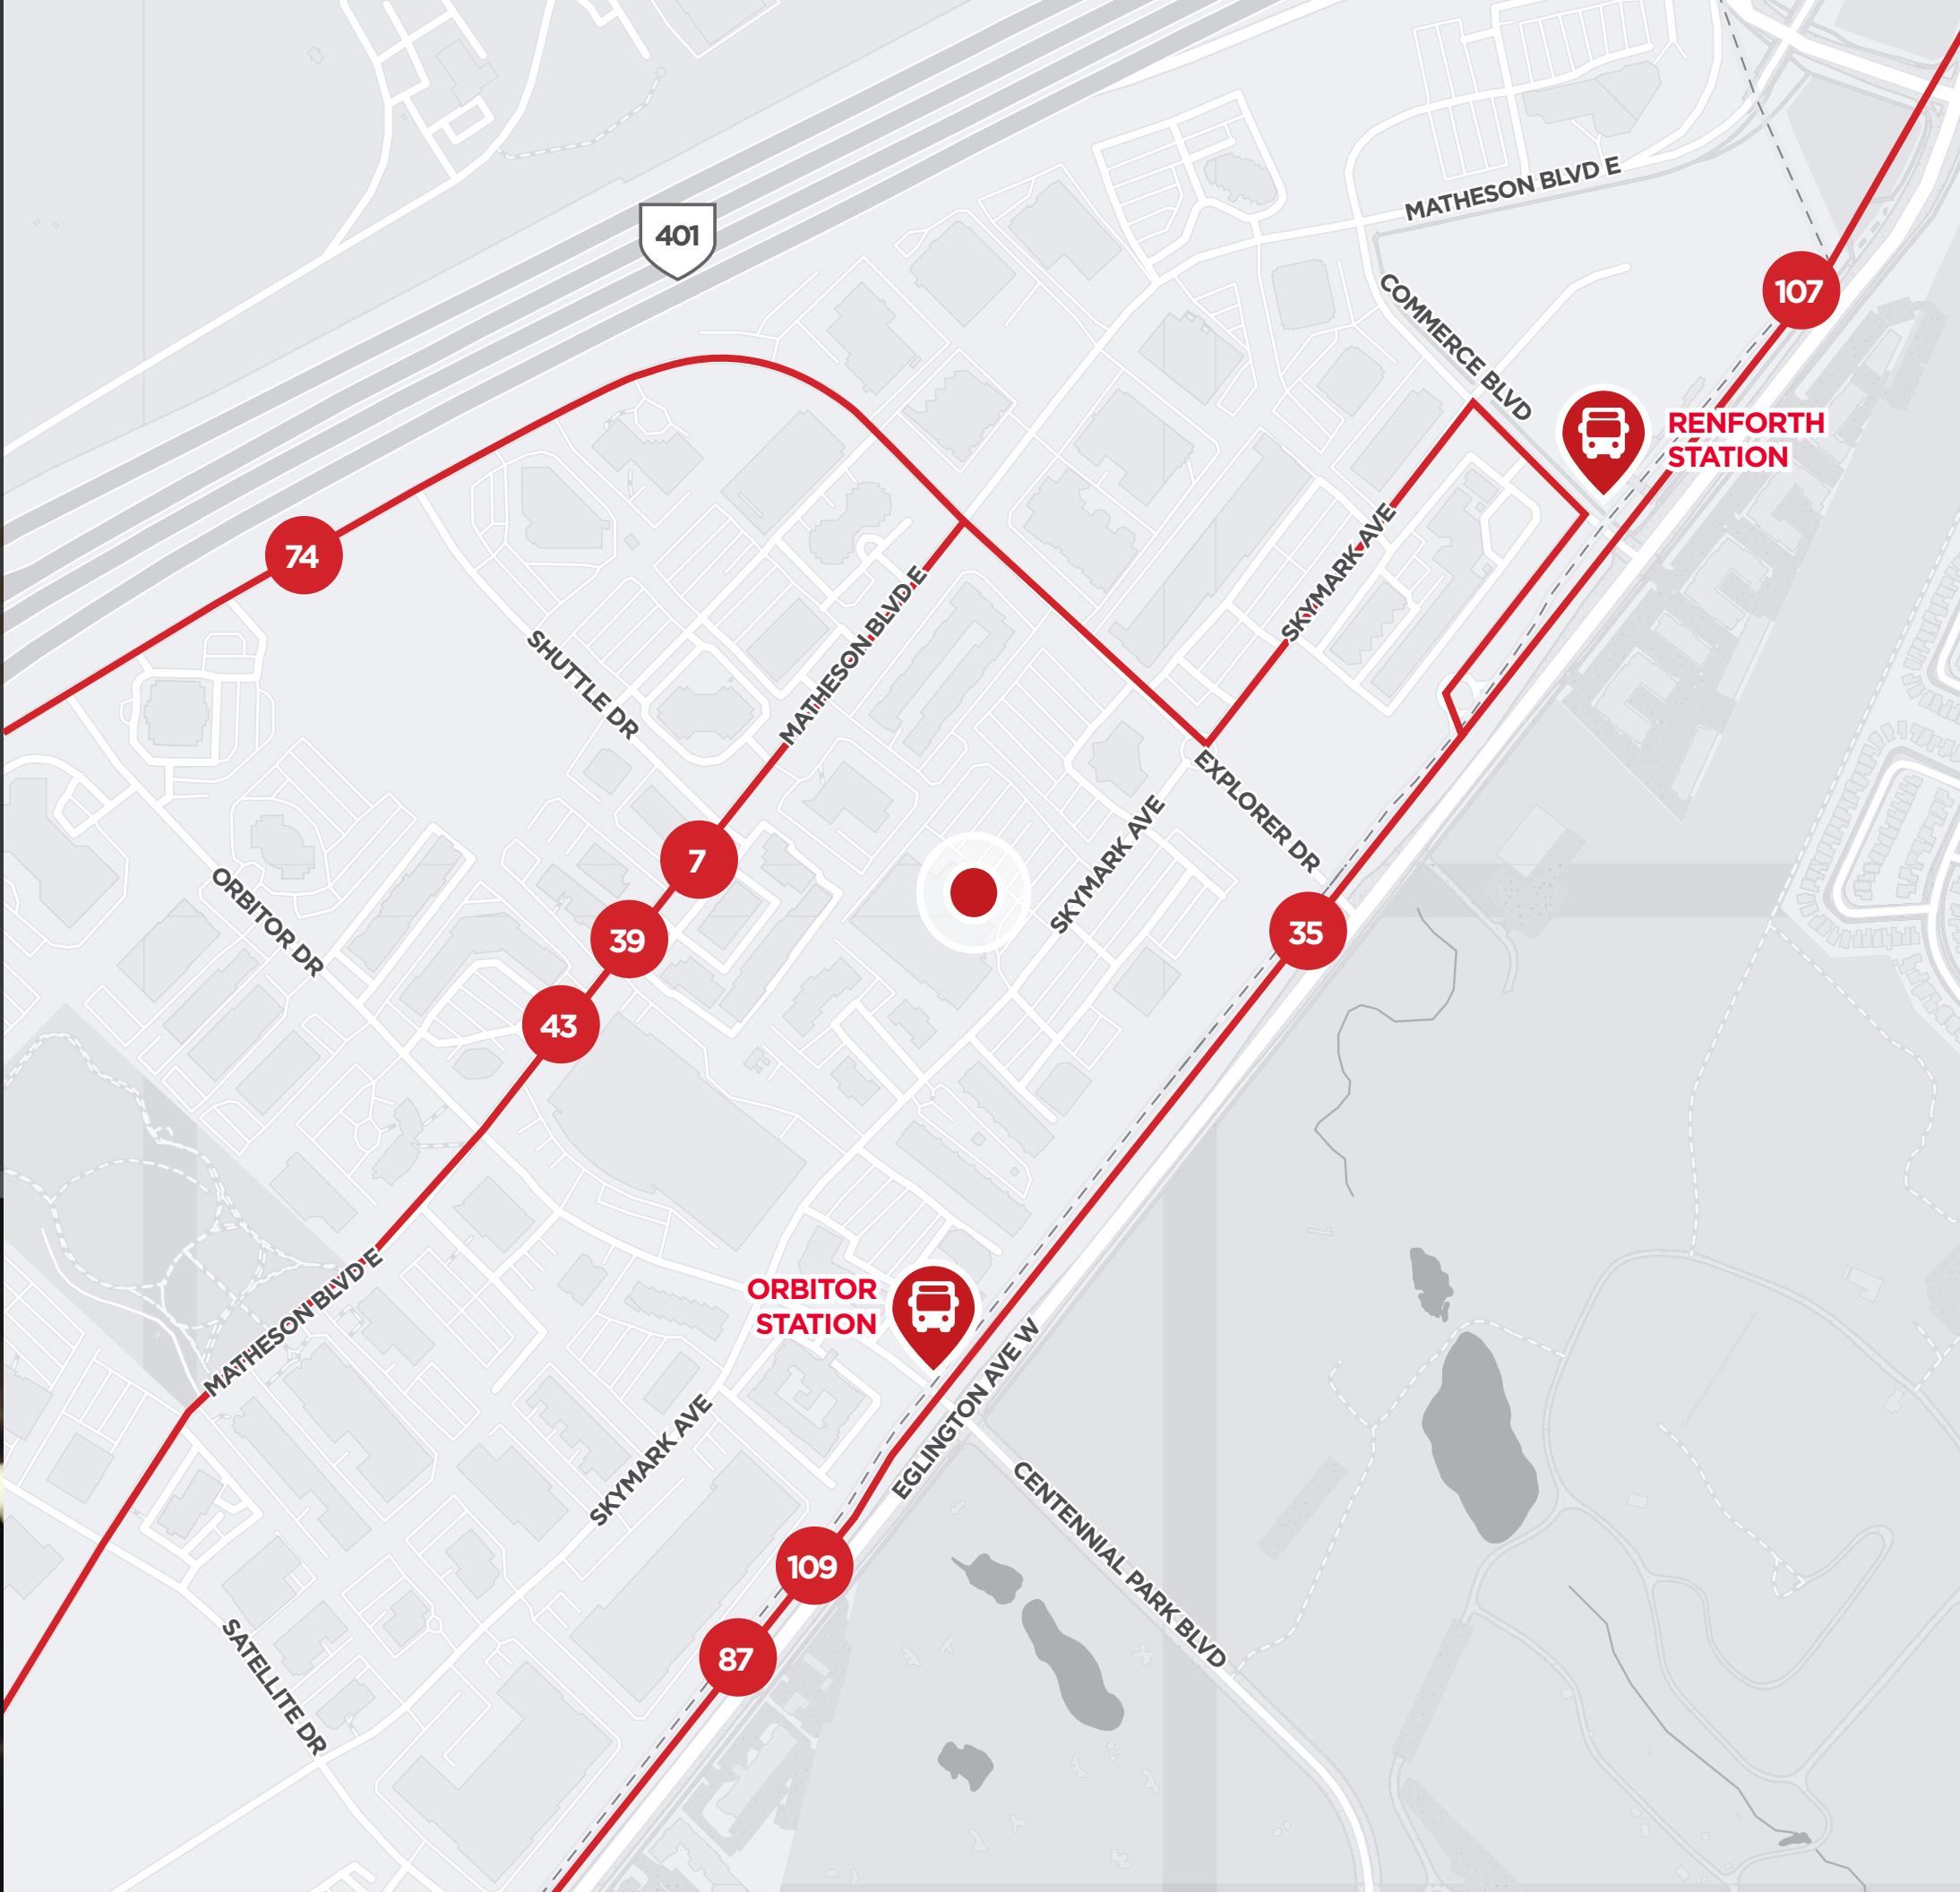 MATHESON BLVD E
401
107
COMMERCE BLVD
RENFORTH
STATION
74
SKYMARK AVE
MATHESON BLVD E
SHUTTLE DR
EXPLORER DR
7
SKYMARK AVE
ORBITOR DR
39
35
43
MATHESON BLVD E
ORBITOR
STATION
EGLINGTON AVE W
SKYMARK AVE
CENTENNIAL PARK BLVD
109
87
SATELLITE DR